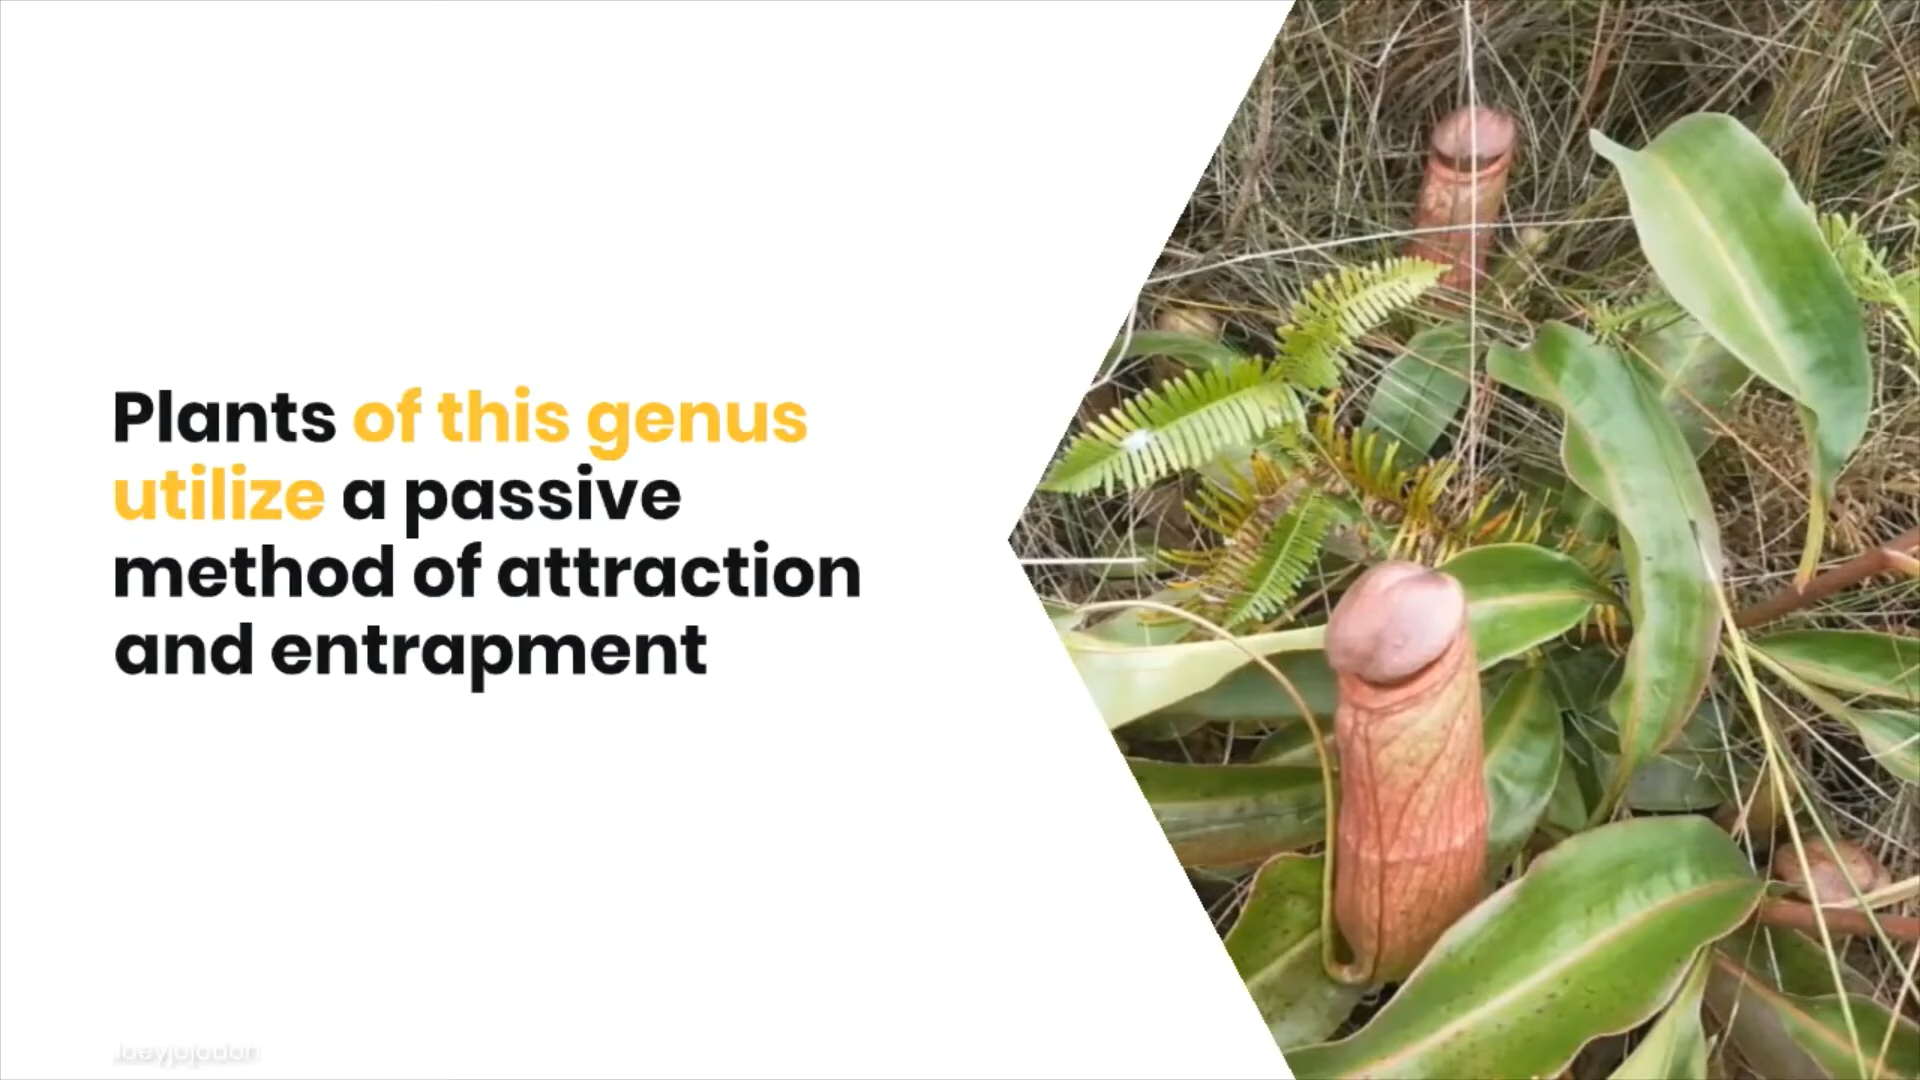 Plants of this genus
utilize a passive
method of attraction
and entrapment